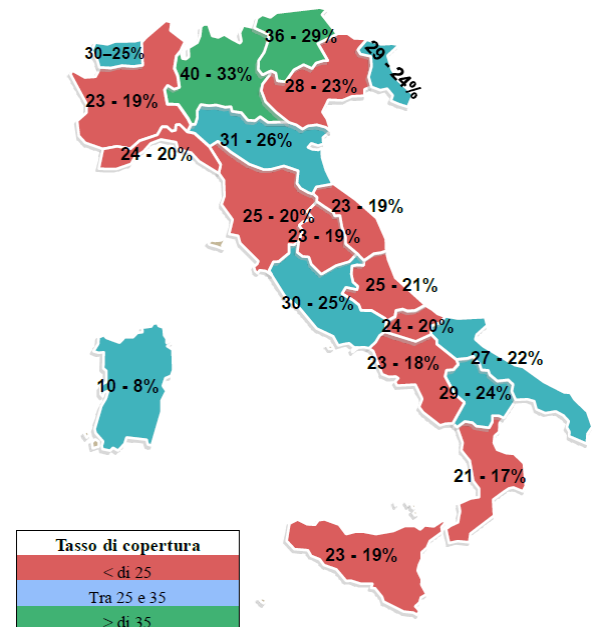 36 - 29%
30–25%
29 - 24%
40 - 33%
28 - 23%
23 - 19%
31 - 26%
24 - 20%
23 - 19%
25 - 20%
23 - 19%
25 - 21%
30 - 25%
24 - 20%
27 - 22%
23 - 18%
10 - 8%
29 - 24%
21 - 17%
23 - 19%
Tasso di copertura
< di 25
Tra 25 e 35
> di 35